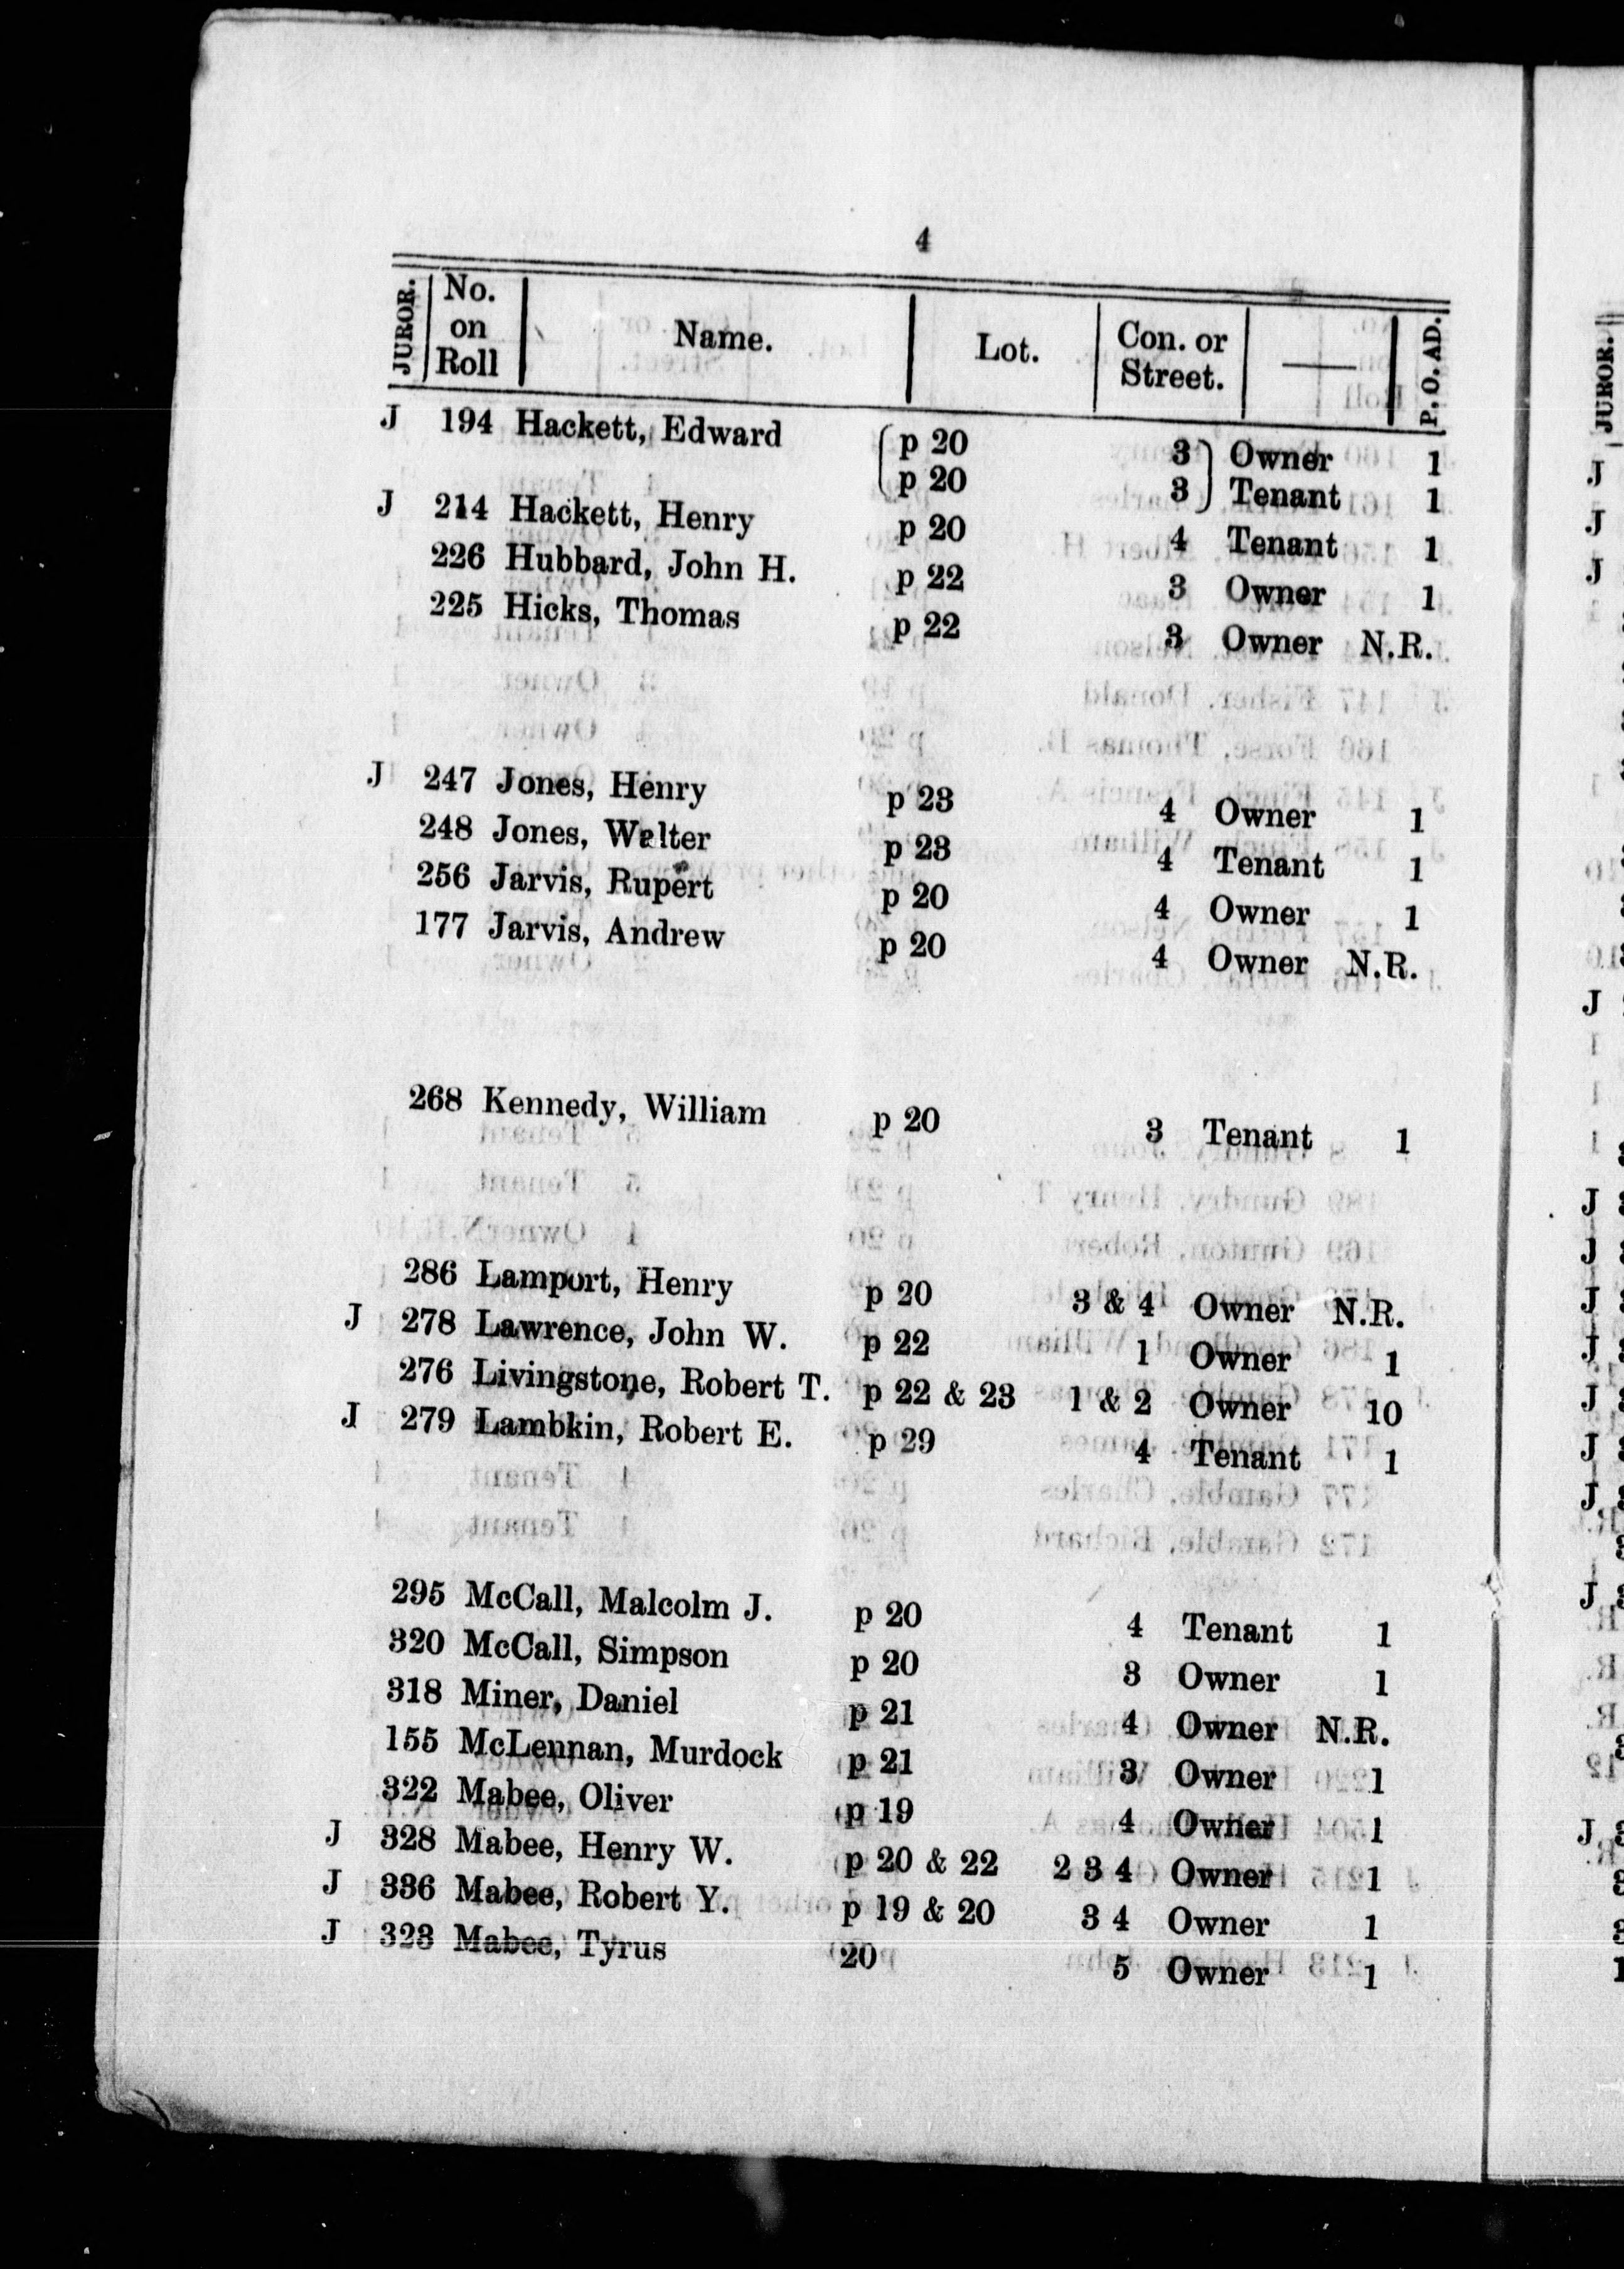 4
JUROR. No. on Roll Name. Lot. Con. or Street. — P. O. AD.
J 194 Hackett, Edward p 20 3 Owner 1
p 20 3 Tenant 1
J 214 Hackett, Henry p 20 4 Tenant 1
226 Hubbard, John H. p 22 3 Owner 1
225 Hicks, Thomas p 22 3 Owner N.R.
J 247 Jones, Henry p 23 4 Owner 1
248 Jones, Walter p 23 4 Tenant 1
256 Jarvis, Rupert p 20 4 Owner 1
177 Jarvis, Andrew p 20 4 Owner N.R.
268 Kennedy, William p 20 3 Tenant 1
286 Lamport, Henry p 20 3 & 4 Owner N.R.
J 278 Lawrence, John W. p 22 1 Owner 1
276 Livingstone, Robert T. p 22 & 23 1 & 2 Owner 10
J 279 Lambkin, Robert E. p 29 4 Tenant 1
295 McCall, Malcolm J. p 20 4 Tenant 1
320 McCall, Simpson p 20 3 Owner 1
318 Miner, Daniel p 21 4 Owner N.R.
155 McLennan, Murdock p 21 3 Owner 1
322 Mabee, Oliver p 19 4 Owner 1
J 328 Mabee, Henry W. p 20 & 22 2 3 4 Owner 1
J 336 Mabee, Robert Y. p 19 & 20 3 4 Owner 1
J 323 Mabee, Tyrus 20 5 Owner 1
JUROR.